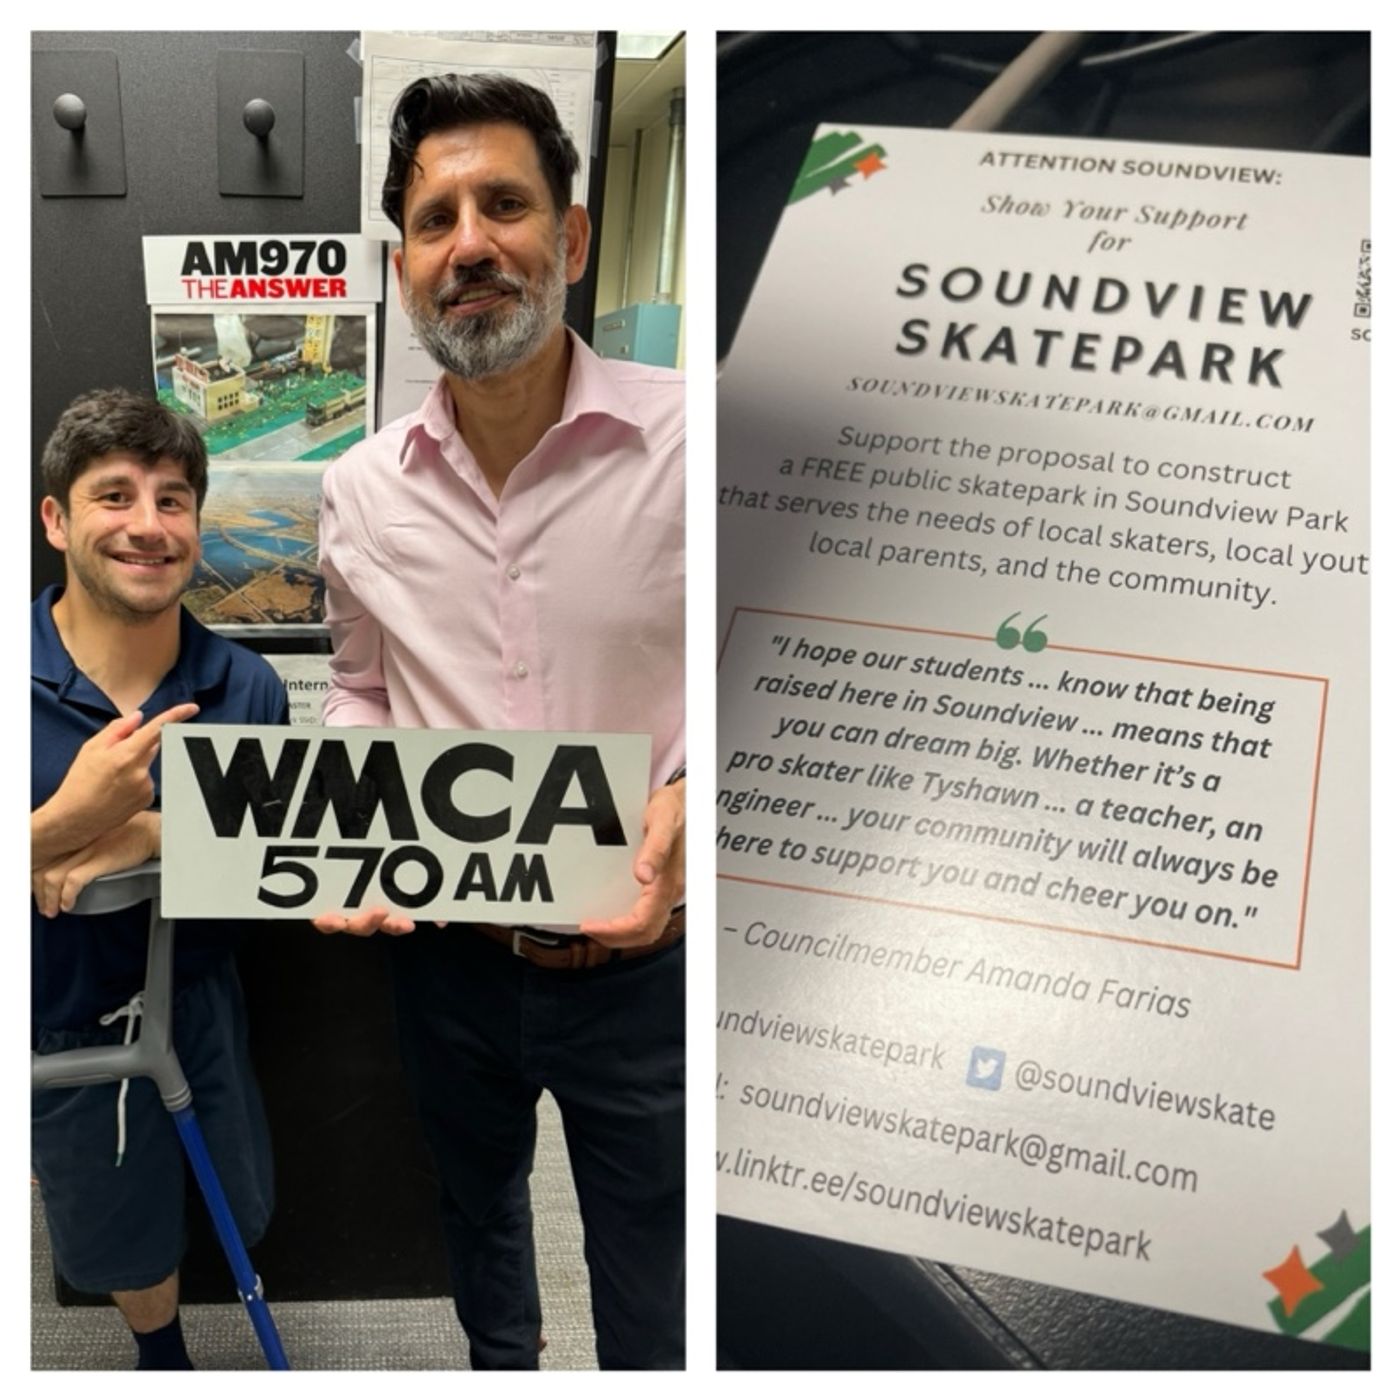 AM970
THEANSWER
Intern
WMCA
570 AM
ATTENTION SOUNDVIEW:
Show Your Support
for
SOUNDVIEW
SKATEPARK
SOUNDVIEWSKATEPARK@GMAIL.COM
Support the proposal to construct
a FREE public skatepark in Soundview Park
that serves the needs of local skaters, local yout
local parents, and the community.
"I hope our students ... know that being
raised here in Soundview ... means that
you can dream big. Whether it's a
pro skater like Tyshawn ... a teacher, an
ngineer ... your community will always be
here to support you and cheer you on."
– Councilmember Amanda Farias
undviewskatepark @soundviewskate
l: soundviewskatepark@gmail.com
w.linktr.ee/soundviewskatepark